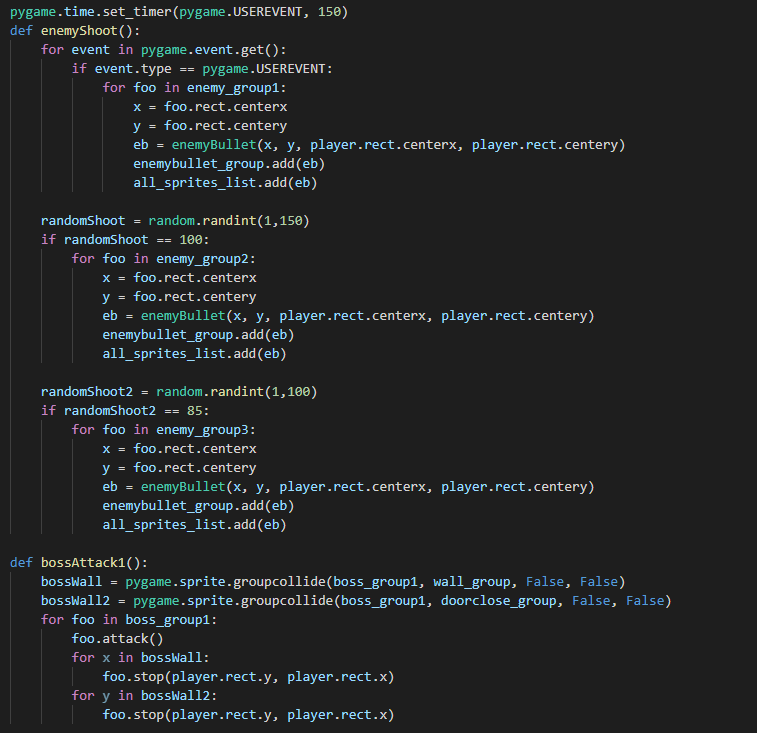 pygame.time.set_timer(pygame.USEREVENT, 150)
def enemyShoot():
    for event in pygame.event.get():
        if event.type == pygame.USEREVENT:
            for foo in enemy_group1:
                x = foo.rect.centerx
                y = foo.rect.centery
                eb = enemyBullet(x, y, player.rect.centerx, player.rect.centery)
                enemybullet_group.add(eb)
                all_sprites_list.add(eb)

    randomShoot = random.randint(1,150)
    if randomShoot == 100:
        for foo in enemy_group2:
            x = foo.rect.centerx
            y = foo.rect.centery
            eb = enemyBullet(x, y, player.rect.centerx, player.rect.centery)
            enemybullet_group.add(eb)
            all_sprites_list.add(eb)

    randomShoot2 = random.randint(1,100)
    if randomShoot2 == 85:
        for foo in enemy_group3:
            x = foo.rect.centerx
            y = foo.rect.centery
            eb = enemyBullet(x, y, player.rect.centerx, player.rect.centery)
            enemybullet_group.add(eb)
            all_sprites_list.add(eb)

def bossAttack1():
    bossWall = pygame.sprite.groupcollide(boss_group1, wall_group, False, False)
    bossWall2 = pygame.sprite.groupcollide(boss_group1, doorclose_group, False, False)
    for foo in boss_group1:
        foo.attack()
        for x in bossWall:
            foo.stop(player.rect.y, player.rect.x)
        for y in bossWall2:
            foo.stop(player.rect.y, player.rect.x)